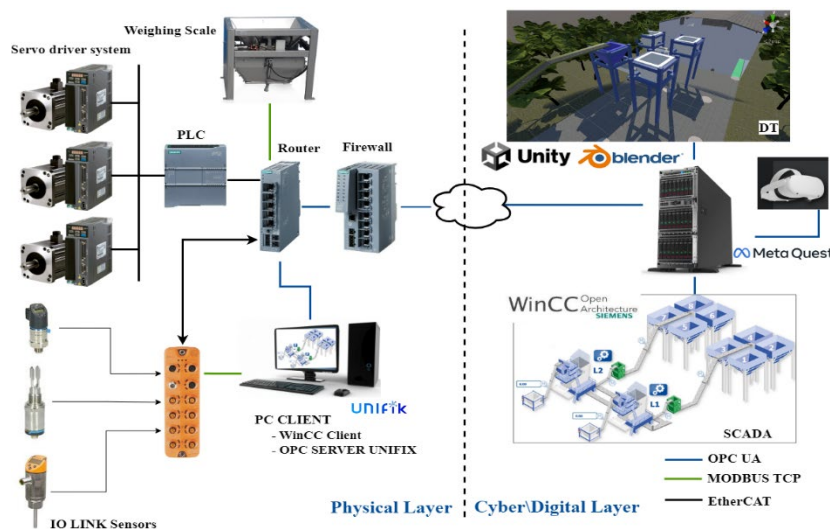 Servo driver system
Weighing Scale
PLC
Router
Firewall
DT
Unity
blender
Meta Quest
WinCC Open
Architecture
SIEMENS
L2
L1
SCADA
UNIFIK
PC CLIENT
- WinCC Client
- OPC SERVER UNIFIX
IO LINK Sensors
Physical Layer
Cyber\Digital Layer
OPC UA
MODBUS TCP
EtherCAT